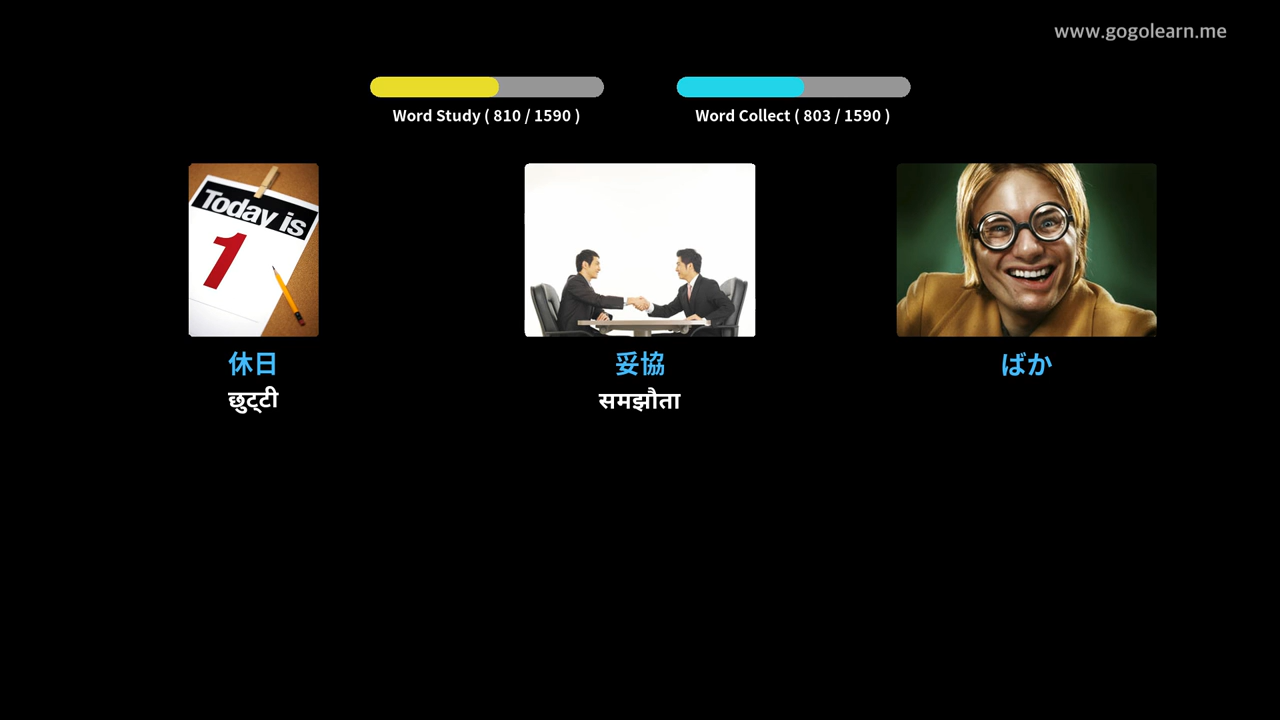 www.gogolearn.me
Word Study ( 810 / 1590 )
Word Collect ( 803 / 1590 )
Today is
1
休日
छुट्टी
妥協
समझौता
ばか